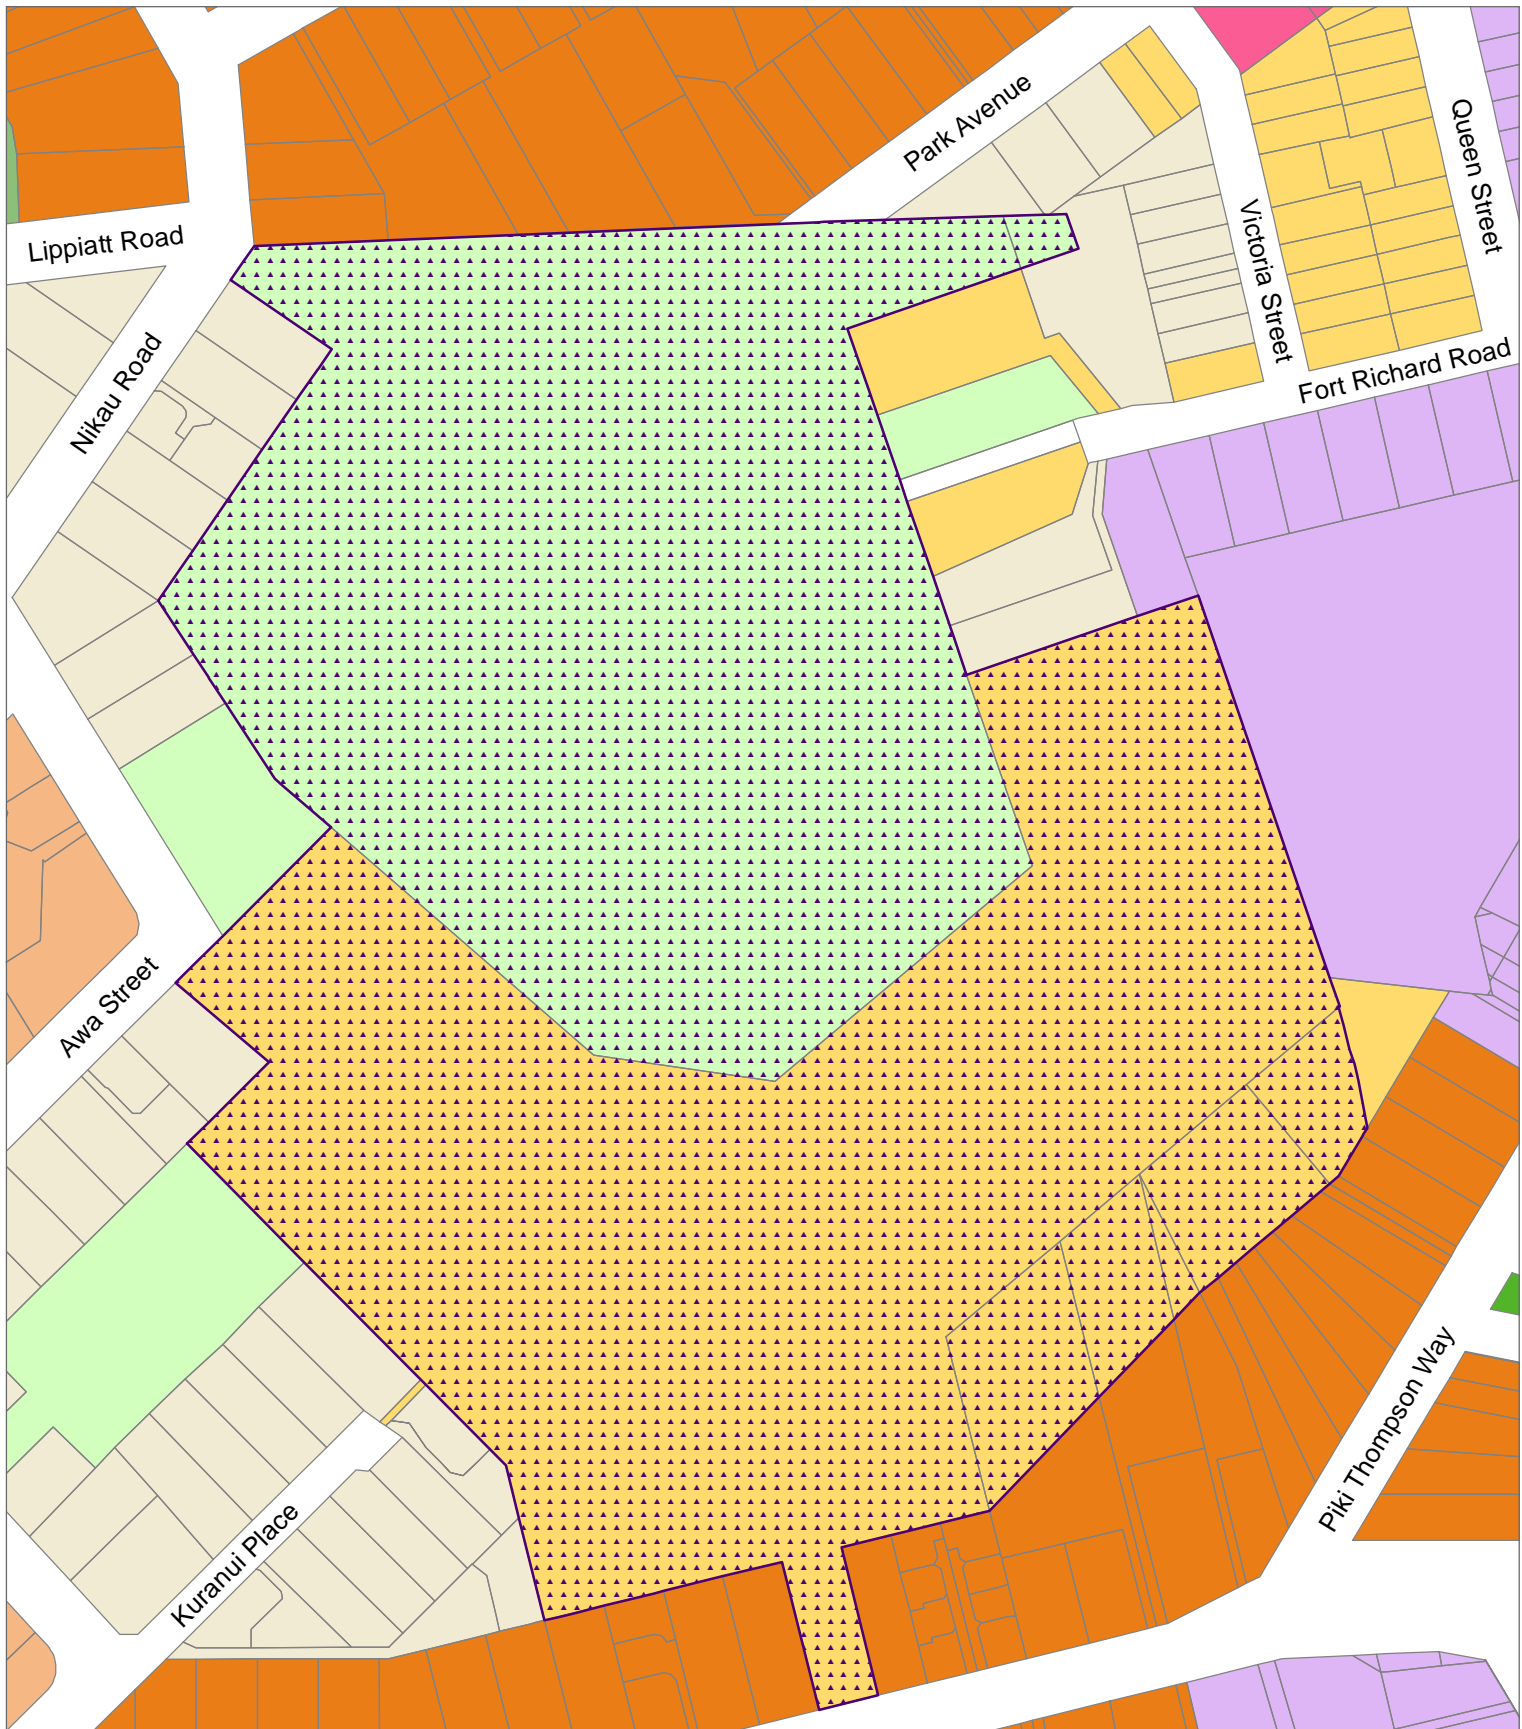 Park Avenue
Queen Street
Lippiatt Road
Victoria Street
Nikau Road
Fort Richard Road
Awa Street
Piki Thompson Way
Kuranui Place